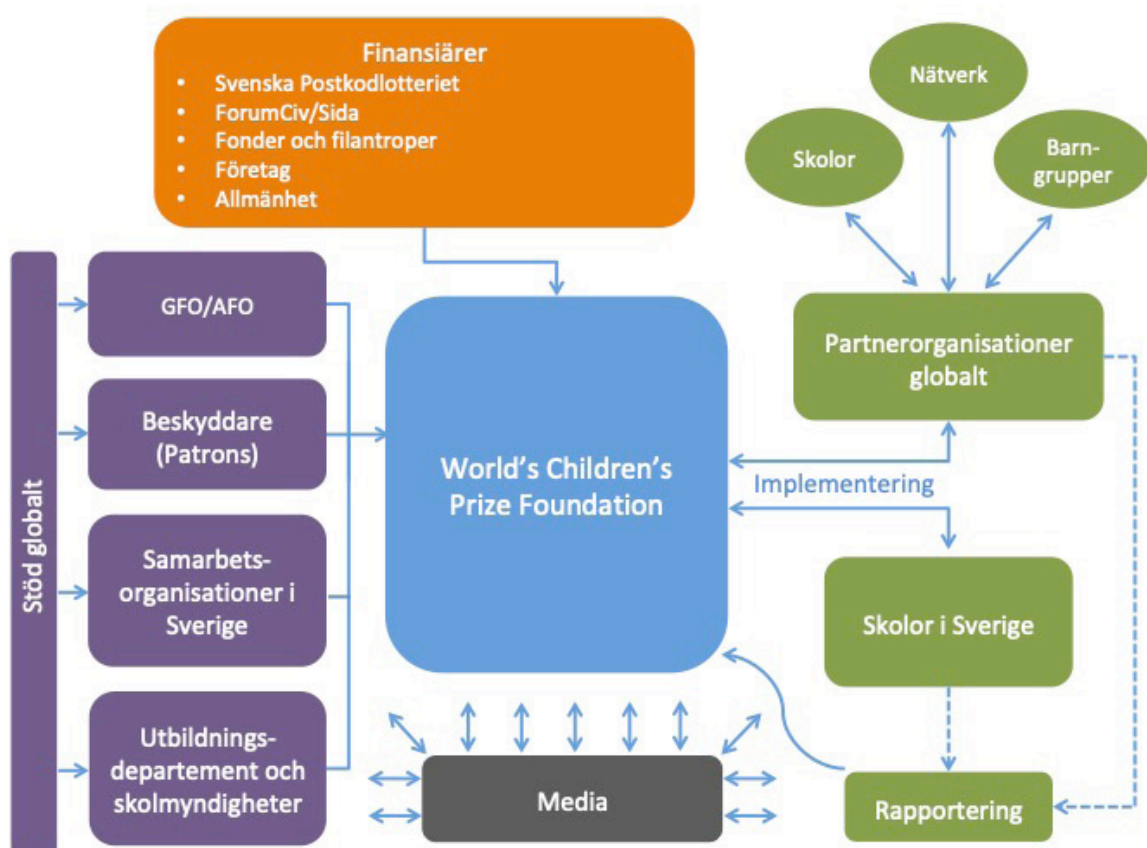 Finansiärer
• Svenska Postkodlotteriet
• ForumCiv/Sida
• Fonder och filantroper
• Företag
• Allmänhet
Nätverk
Skolor
Barn-
grupper
Stöd globalt
GFO/AFO
Beskyddare
(Patrons)
Samarbets-
organisationer i
Sverige
Utbildnings-
departement och
skolmyndigheter
World's Children's
Prize Foundation
Partnerorganisationer
globalt
Implementering
Skolor i Sverige
Media
Rapportering